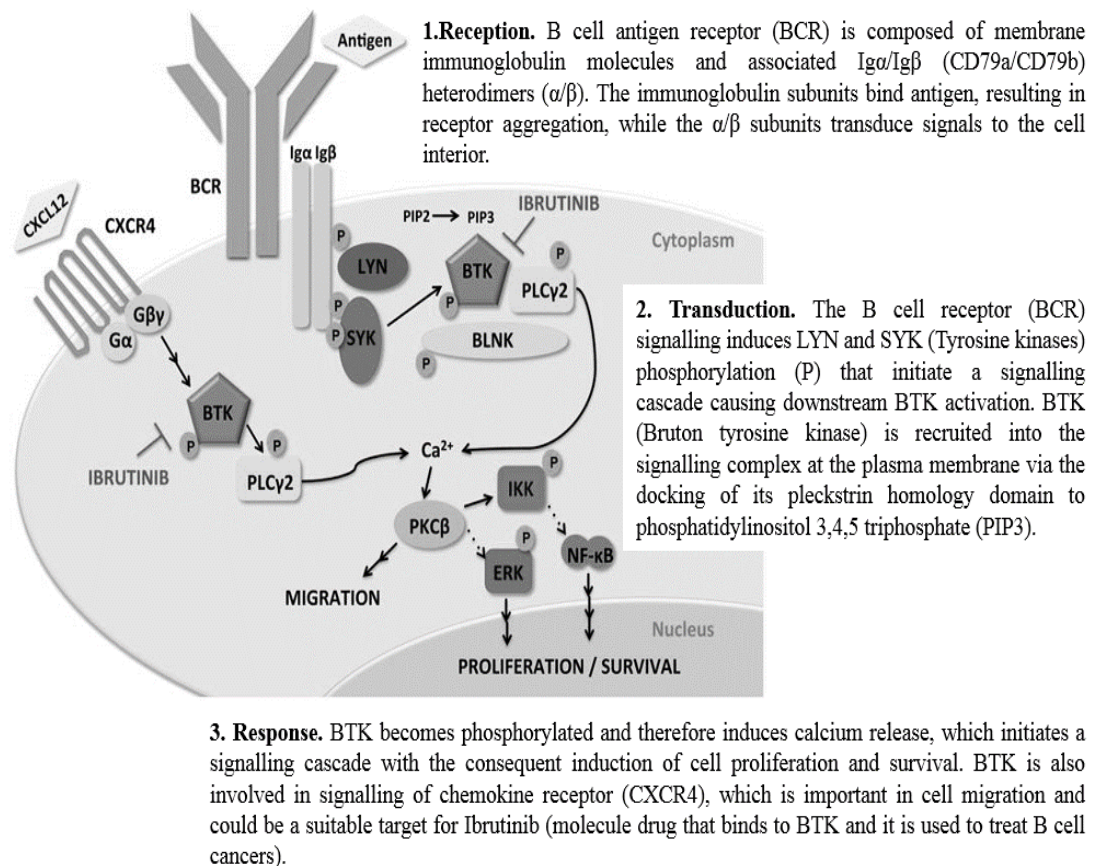 1.Reception. B cell antigen receptor (BCR) is composed of membrane
immunoglobulin molecules and associated Igα/Igβ (CD79a/CD79b)
heterodimers (α/β). The immunoglobulin subunits bind antigen, resulting in
receptor aggregation, while the α/β subunits transduce signals to the cell
interior.
Antigen
Igα Igβ
BCR
CXCL12
CXCR4
Gβγ
Gα
BTK
P
IBRUTINIB
P
PLCγ2
P
LYN
P
P
SYK
PIP2 PIP3
IBRUTINIB
BTK
P
P
PLCγ2
BLNK
P
Cytoplasm
Ca2+
PKCβ
IKK
P
ERK
P
NF-κB
MIGRATION
Nucleus
PROLIFERATION / SURVIVAL
2. Transduction. The B cell receptor (BCR)
signalling induces LYN and SYK (Tyrosine kinases)
phosphorylation (P) that initiate a signalling
cascade causing downstream BTK activation. BTK
(Bruton tyrosine kinase) is recruited into the
signalling complex at the plasma membrane via the
docking of its pleckstrin homology domain to
phosphatidylinositol 3,4,5 triphosphate (PIP3).
3. Response. BTK becomes phosphorylated and therefore induces calcium release, which initiates a
signalling cascade with the consequent induction of cell proliferation and survival. BTK is also
involved in signalling of chemokine receptor (CXCR4), which is important in cell migration and
could be a suitable target for Ibrutinib (molecule drug that binds to BTK and it is used to treat B cell
cancers).